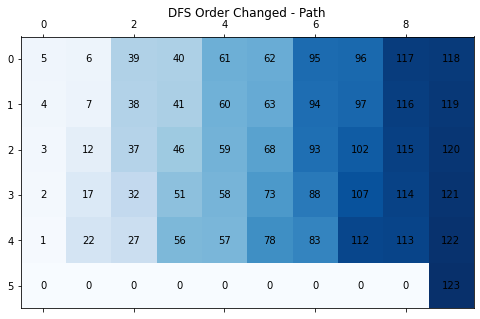 DFS Order Changed - Path
0 2 4 6 8
0 5 6 39 40 61 62 95 96 117 118
1 4 7 38 41 60 63 94 97 116 119
2 3 12 37 46 59 68 93 102 115 120
3 2 17 32 51 58 73 88 107 114 121
4 1 22 27 56 57 78 83 112 113 122
5 0 0 0 0 0 0 0 0 0 123